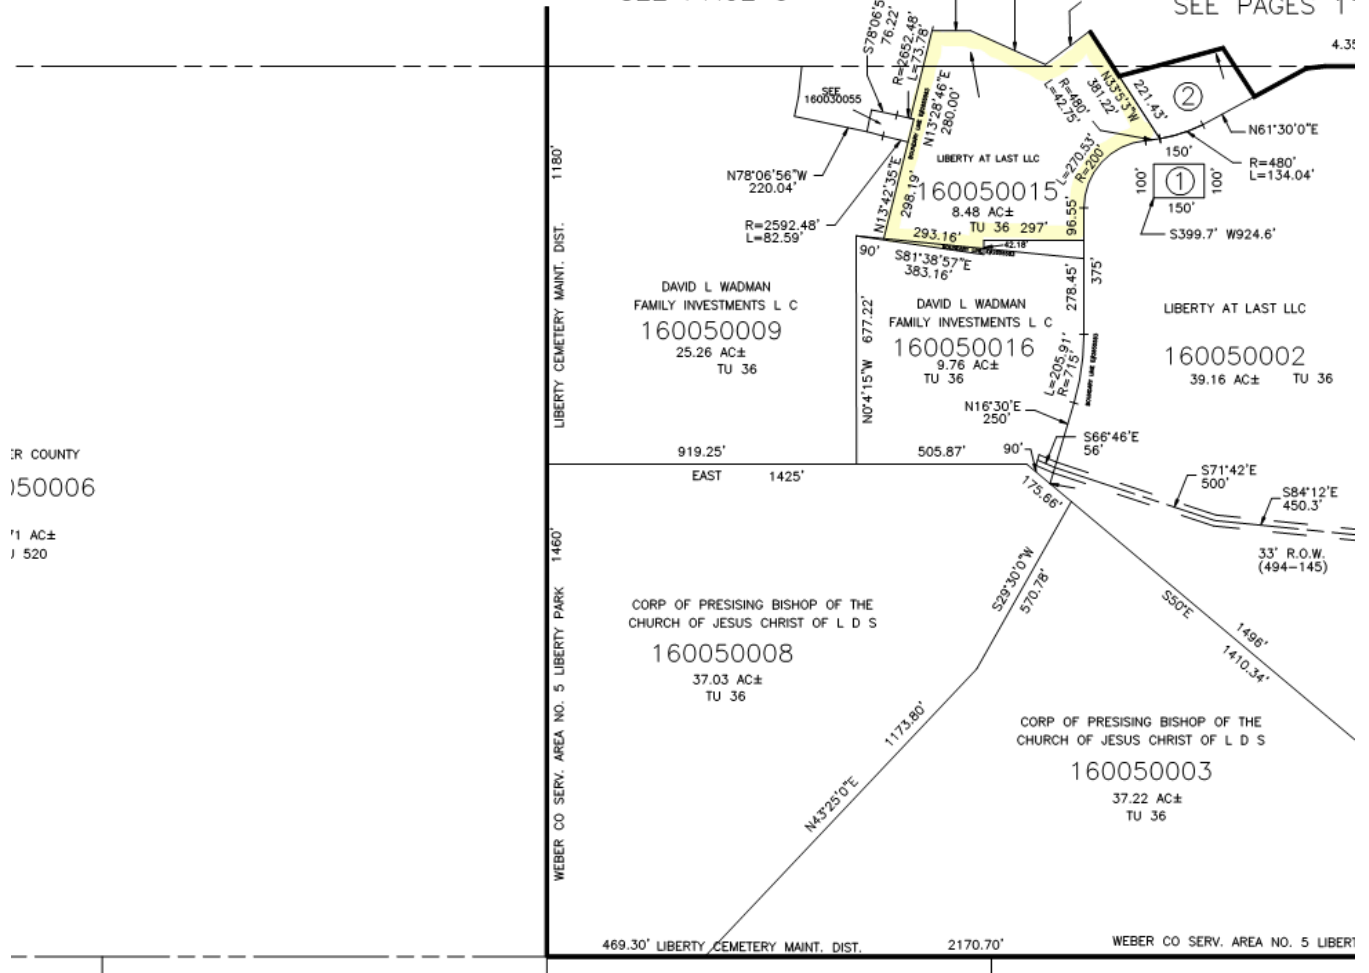 SEE PAGES 1
4.35
S78°06'5
76.22'
R=2652.48'
L=73.78'
N13°28'46"E
280.00'
SEE
160030055
R=480'
L=42.75'
N33°5'3"W
381.22'
221.43'
2
N61°30'0"E
R=480'
L=134.04'
150'
100'
1
100'
150'
S399.7' W924.6'
L=270.53'
R=200'
LIBERTY AT LAST LLC
160050015
8.48 AC±
TU 36
297'
96.55'
N78°06'56"W
220.04'
R=2592.48'
L=82.59'
N13°42'35"E
298.19'
293.16'
42.18'
S81°38'57"E
383.16'
90'
1180'
LIBERTY CEMETERY MAINT. DIST.
DAVID L WADMAN
FAMILY INVESTMENTS L C
160050009
25.26 AC±
TU 36
N0°4'15"W 677.22'
DAVID L WADMAN
FAMILY INVESTMENTS L C
160050016
9.76 AC±
TU 36
278.45'
375'
L=205.91'
R=715'
LIBERTY AT LAST LLC
160050002
39.16 AC± TU 36
N16°30'E
250'
S66°46'E
56'
90'
919.25'
505.87'
EAST 1425'
175.66'
S71°42'E
500'
S84°12'E
450.3'
33' R.O.W.
(494-145)
ER COUNTY
050006
71 AC±
U 520
1460'
WEBER CO SERV. AREA NO. 5 LIBERTY PARK
S29°30'0"W
570.78'
S50°E
1496'
1410.34'
CORP OF PRESISING BISHOP OF THE
CHURCH OF JESUS CHRIST OF L D S
160050008
37.03 AC±
TU 36
1173.80'
N43°25'0"E
CORP OF PRESISING BISHOP OF THE
CHURCH OF JESUS CHRIST OF L D S
160050003
37.22 AC±
TU 36
469.30' LIBERTY CEMETERY MAINT. DIST.
2170.70'
WEBER CO SERV. AREA NO. 5 LIBERT